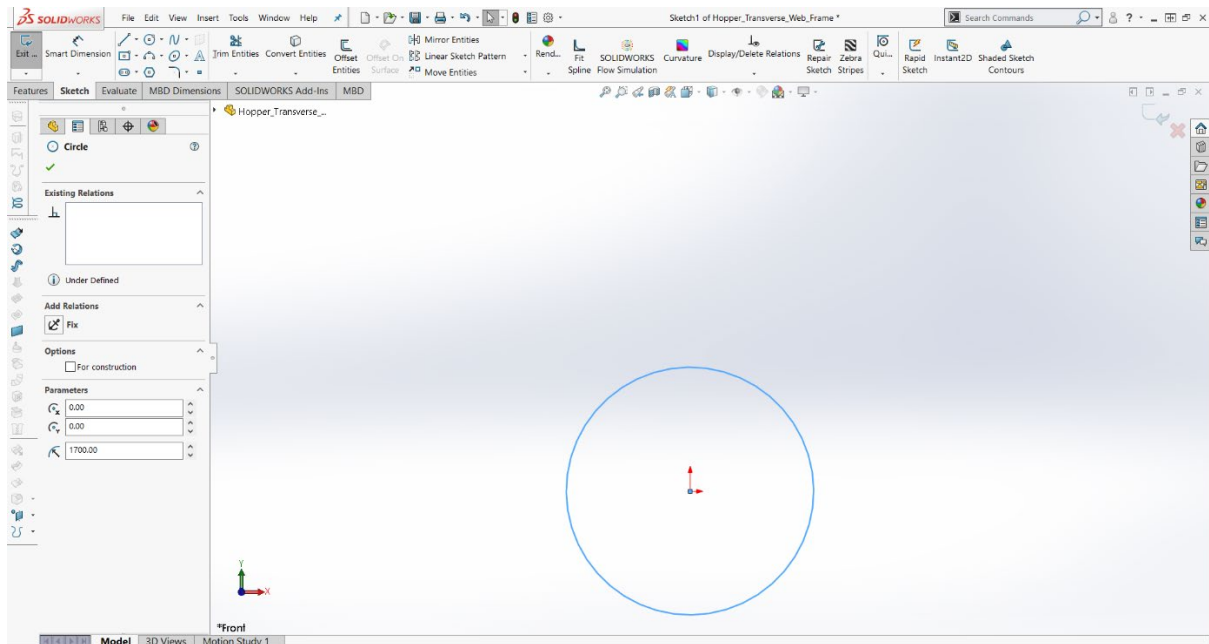 SOLIDWORKS File Edit View Insert Tools Window Help Sketch1 of Hopper_Transverse_Web_Frame * Search Commands ?
Exit ... Smart Dimension Trim Entities Convert Entities Offset Entities Offset On Surface Mirror Entities Linear Sketch Pattern Move Entities Rend... Fit Spline SOLIDWORKS Flow Simulation Curvature Display/Delete Relations Repair Sketch Zebra Stripes Qui... Rapid Sketch Instant2D Shaded Sketch Contours
Features Sketch Evaluate MBD Dimensions SOLIDWORKS Add-Ins MBD
Hopper_Transverse_...
Circle
Existing Relations
Under Defined
Add Relations
Fix
Options
For construction
Parameters
0.00
0.00
1700.00
Y
X
*Front
Model 3D Views Motion Study 1